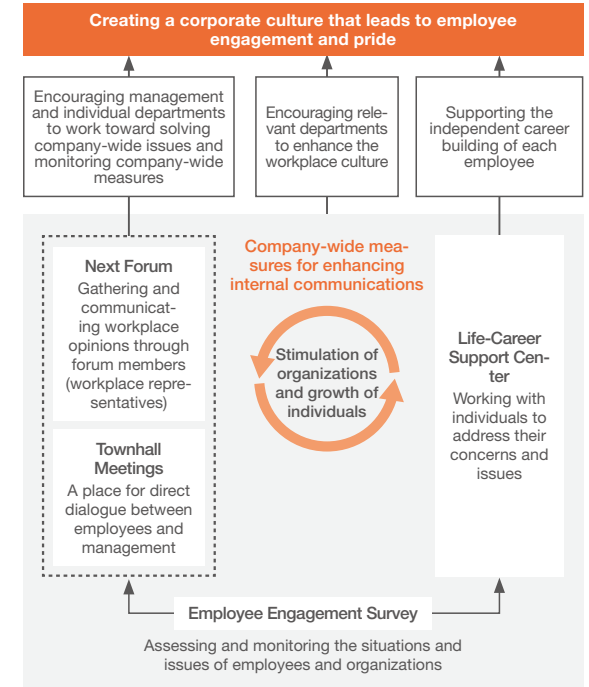 Creating a corporate culture that leads to employee
engagement and pride
Encouraging management
and individual departments
to work toward solving
company-wide issues and
monitoring company-wide
measures
Encouraging rele-
vant departments
to enhance the
workplace culture
Supporting the
independent career
building of each
employee
Next Forum
Gathering and
communicat-
ing workplace
opinions through
forum members
(workplace repre-
sentatives)
Townhall
Meetings
A place for direct
dialogue between
employees and
management
Company-wide mea-
sures for enhancing
internal communications
Stimulation of
organizations
and growth of
individuals
Life-Career
Support Cen-
ter
Working with
individuals to
address their
concerns and
issues
Employee Engagement Survey
Assessing and monitoring the situations and
issues of employees and organizations